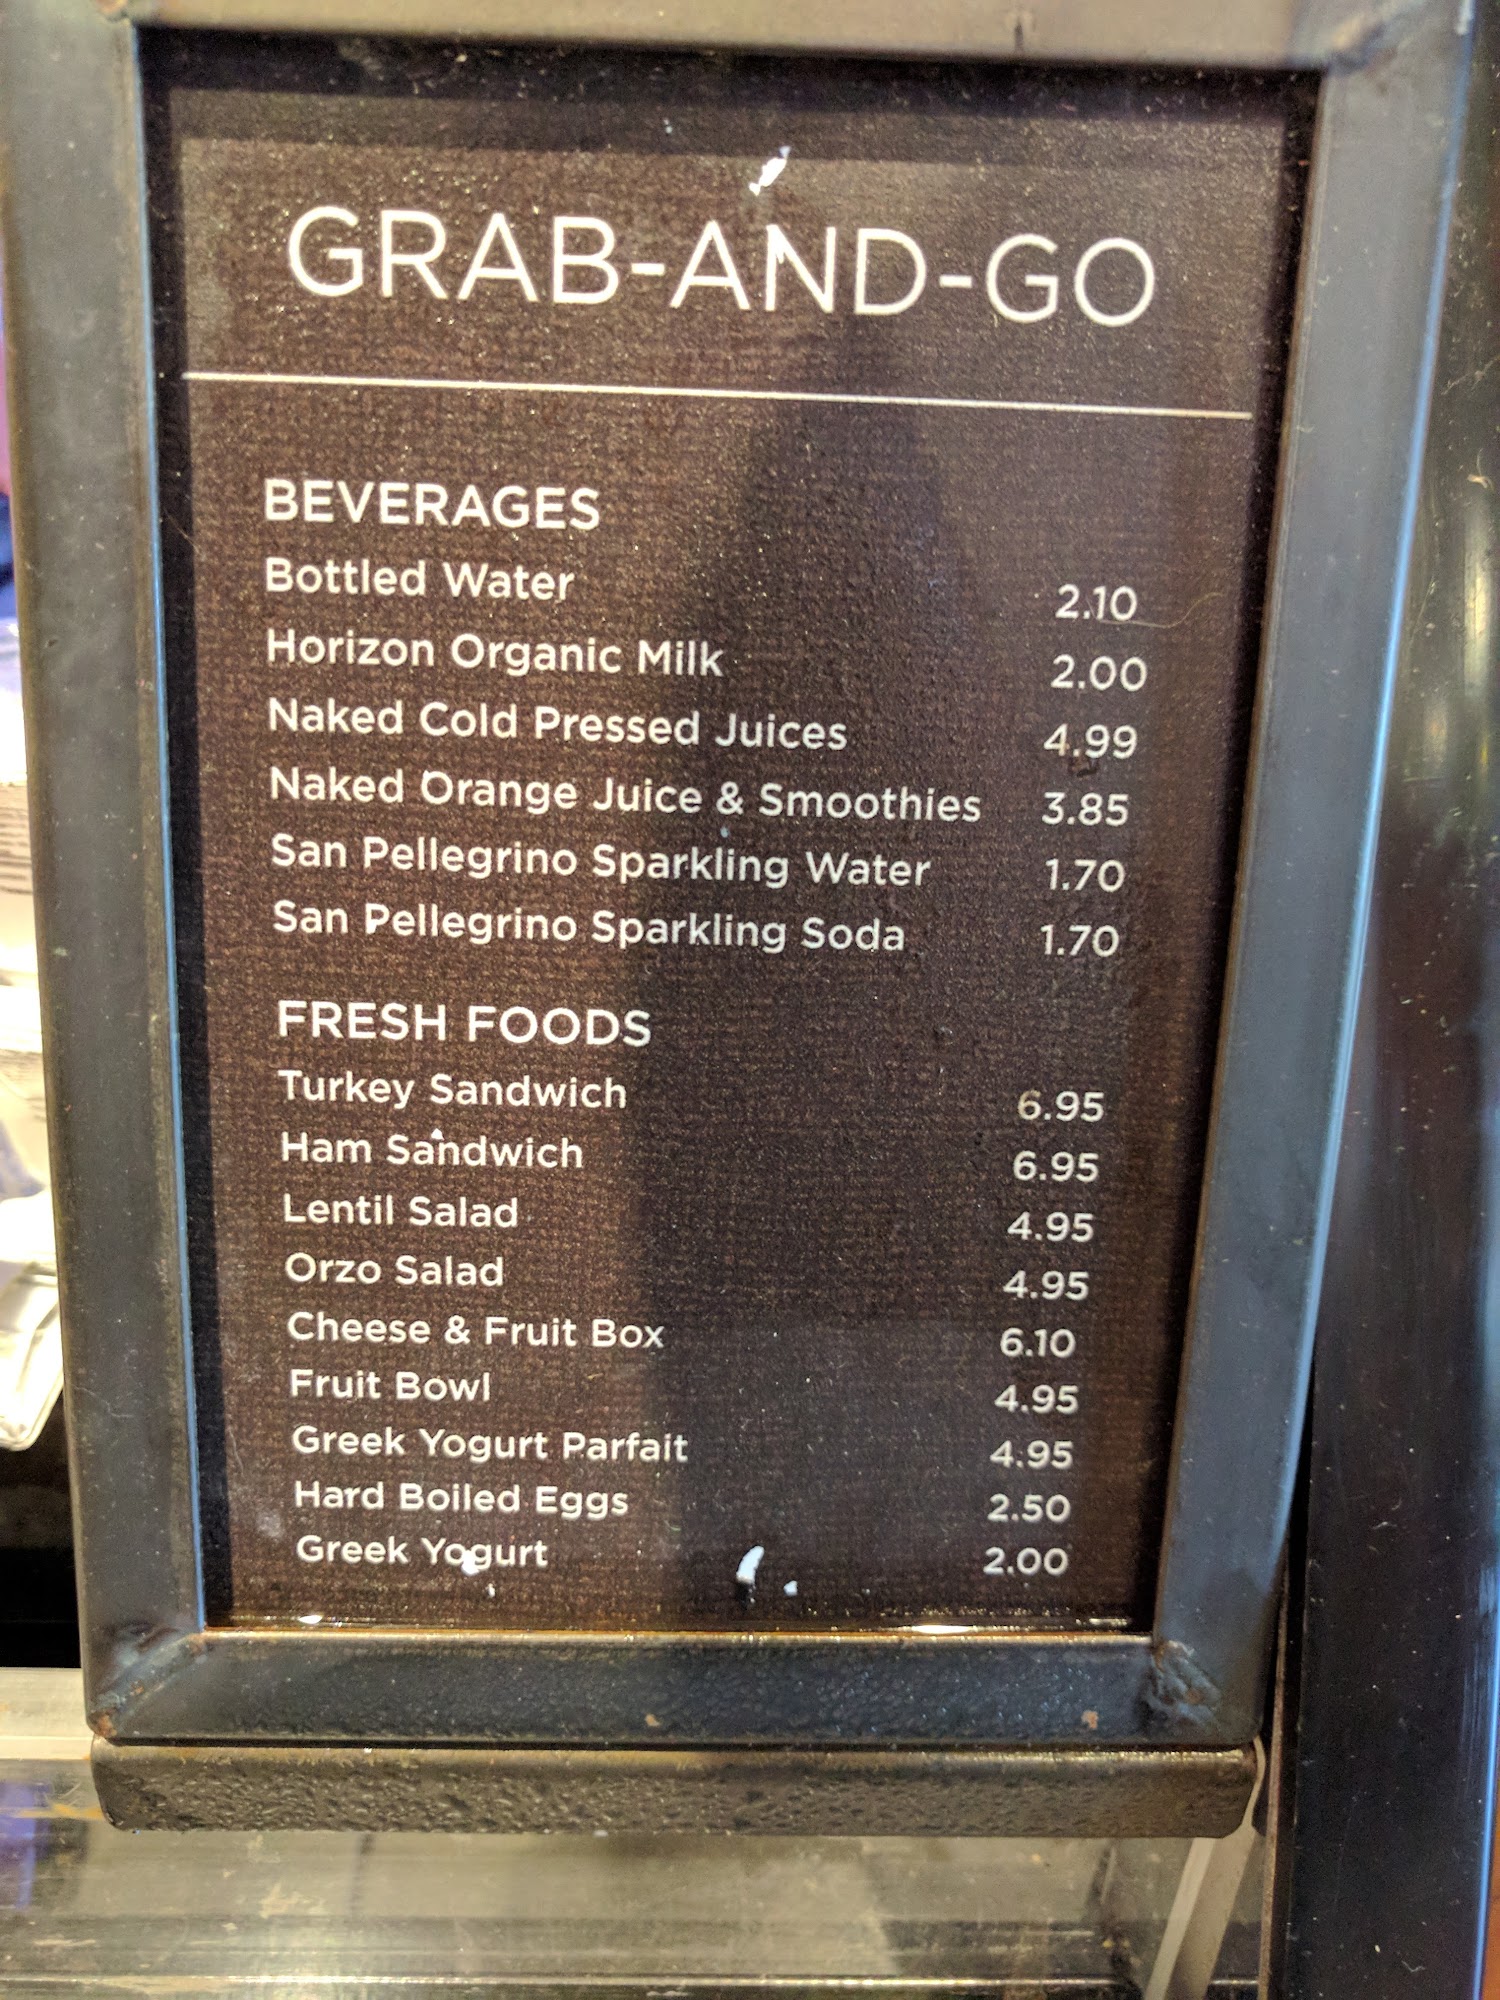 GRAB-AND-GO
BEVERAGES
Bottled Water 2.10
Horizon Organic Milk 2.00
Naked Cold Pressed Juices 4.99
Naked Orange Juice & Smoothies 3.85
San Pellegrino Sparkling Water 1.70
San Pellegrino Sparkling Soda 1.70
FRESH FOODS
Turkey Sandwich 6.95
Ham Sandwich 6.95
Lentil Salad 4.95
Orzo Salad 4.95
Cheese & Fruit Box 6.10
Fruit Bowl 4.95
Greek Yogurt Parfait 4.95
Hard Boiled Eggs 2.50
Greek Yogurt 2.00